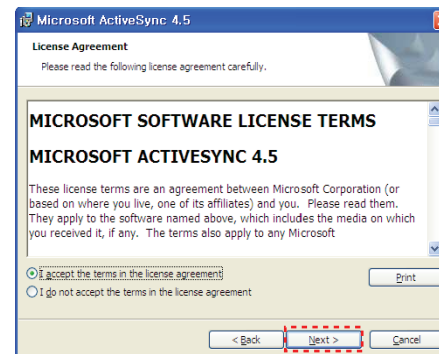 Microsoft ActiveSync 4.5
License Agreement
Please read the following license agreement carefully.
MICROSOFT SOFTWARE LICENSE TERMS
MICROSOFT ACTIVESYNC 4.5
These license terms are an agreement between Microsoft Corporation (or
based on where you live, one of its affiliates) and you. Please read them.
They apply to the software named above, which includes the media on which
you received it, if any. The terms also apply to any Microsoft
I accept the terms in the license agreement
Print
I do not accept the terms in the license agreement
< Back
Next >
Cancel